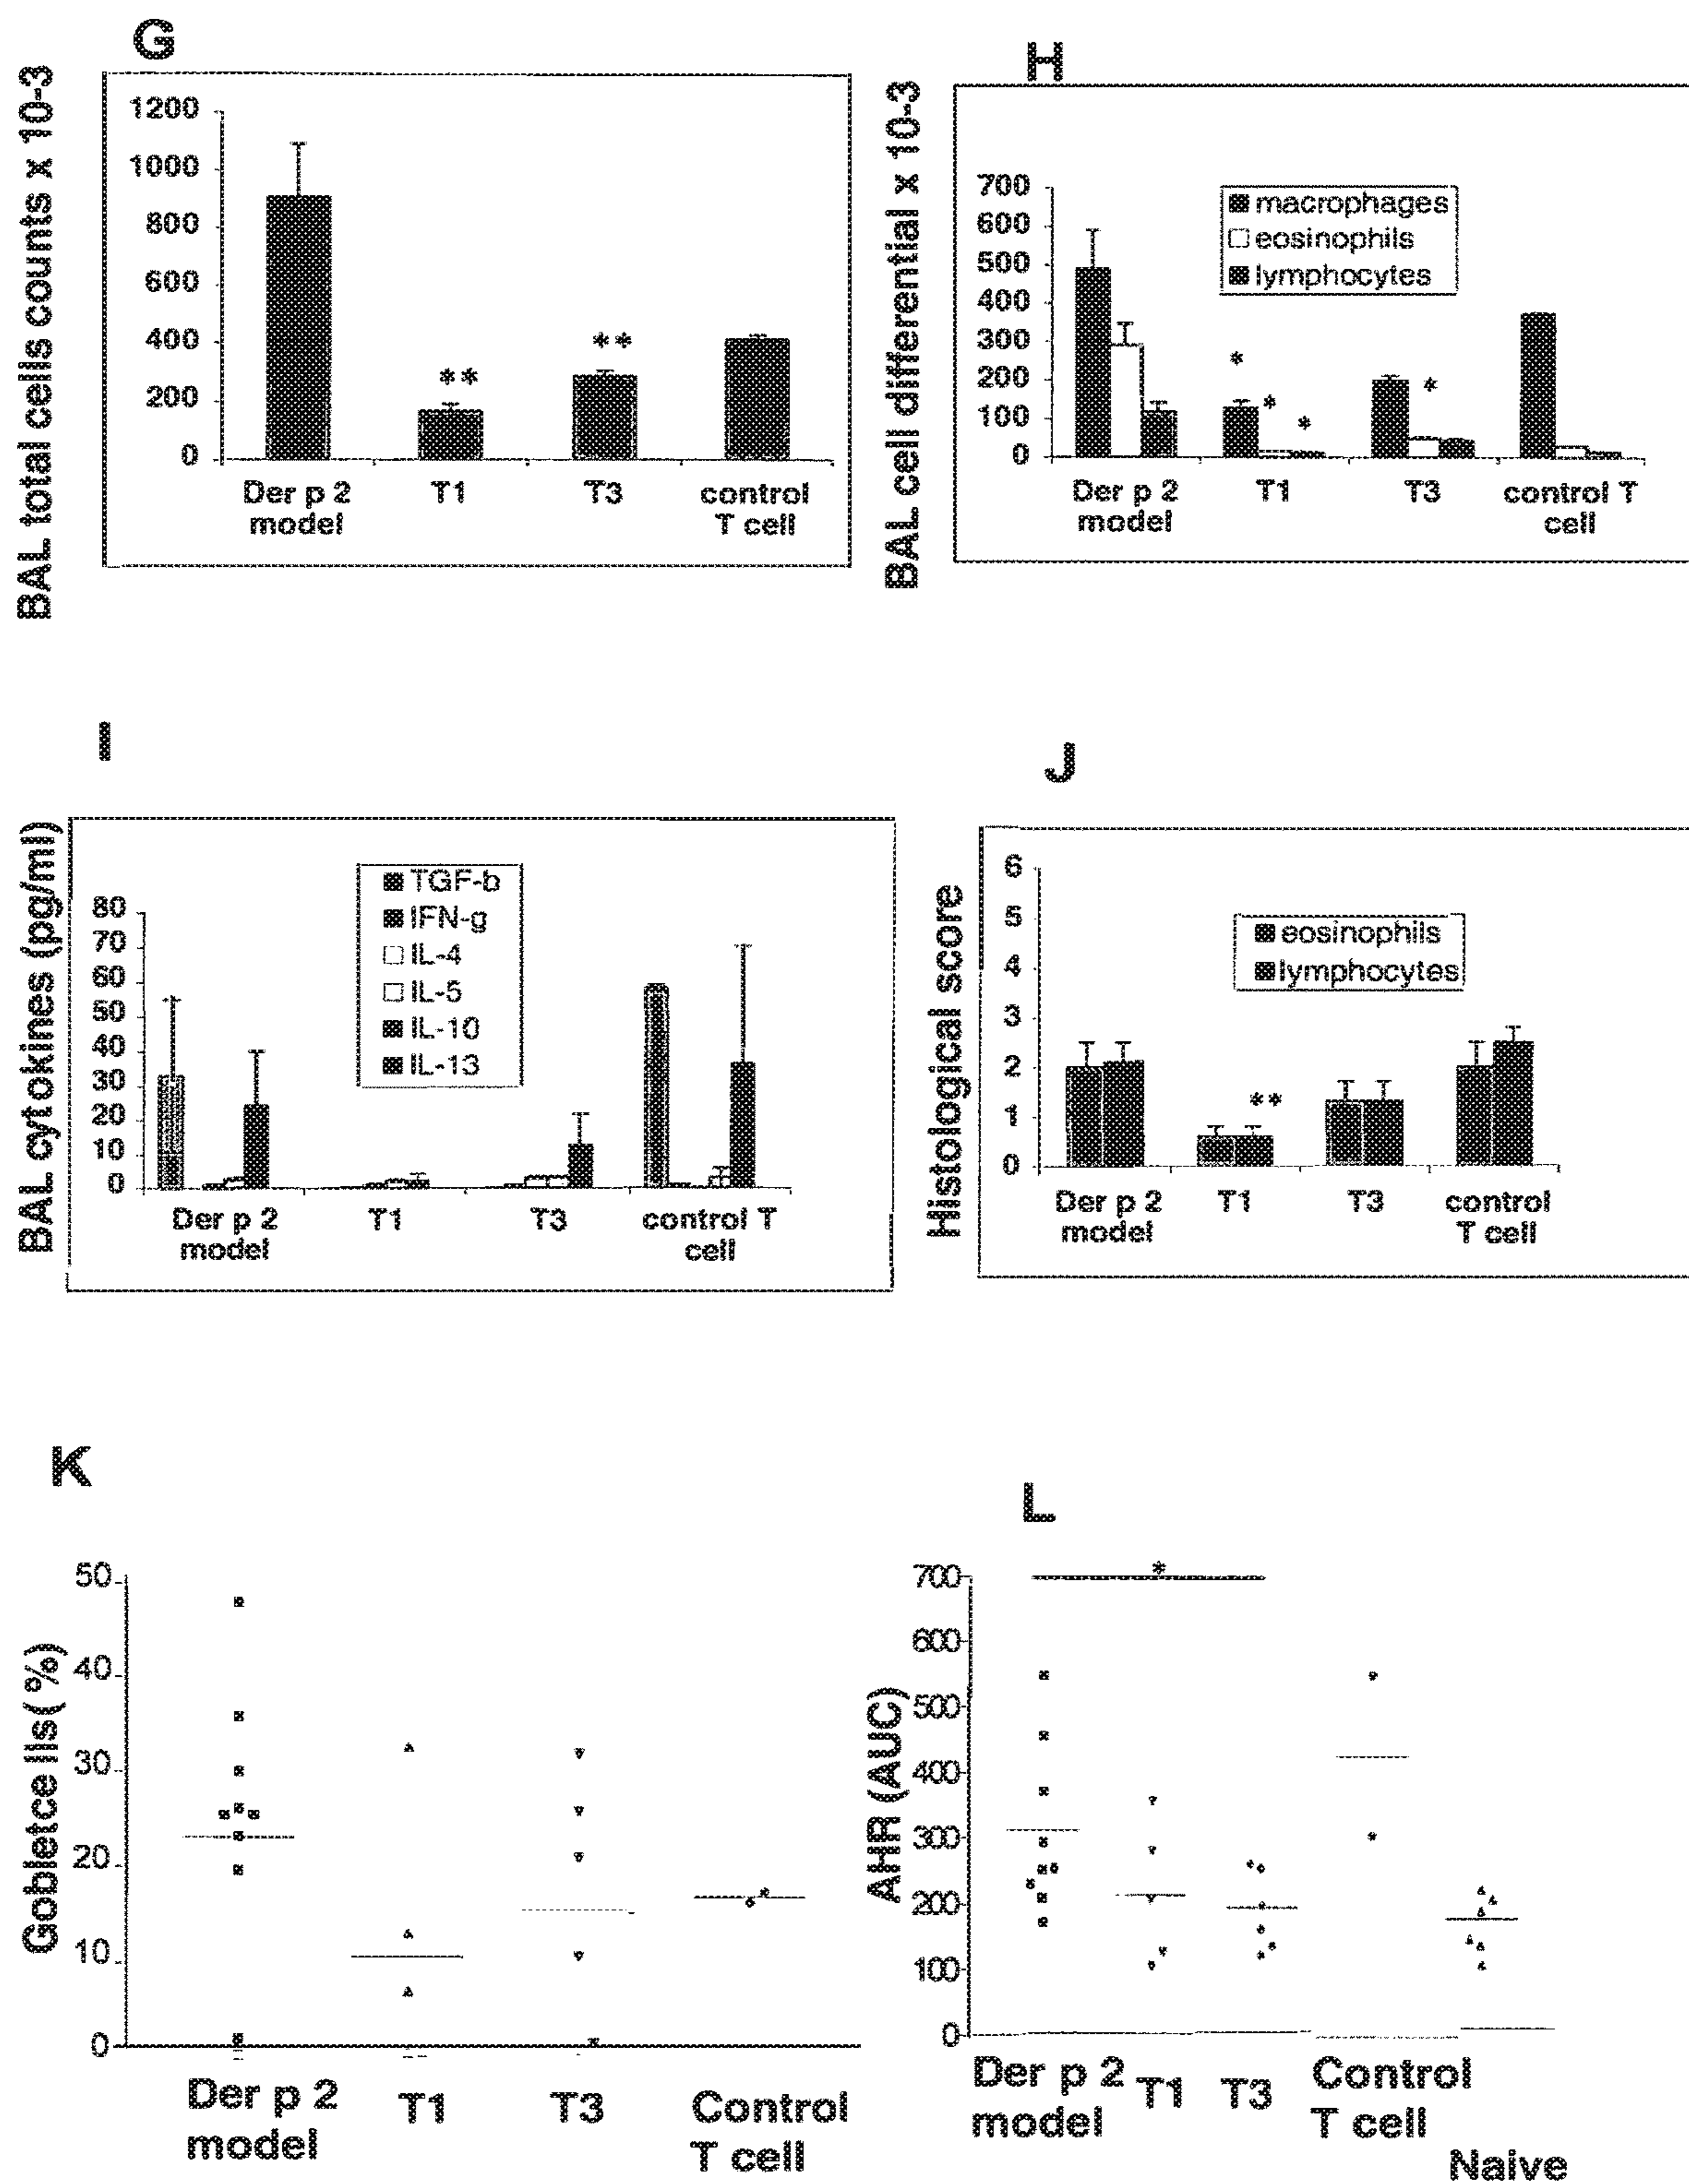 G
BAL total cells counts x 10-3
1200
1000
800
600
400
200
0
**
**
Der p 2
model
T1
T3
control
T cell
H
BAL cell differential x 10-3
700
600
500
400
300
200
100
0
macrophages
eosinophils
lymphocytes
*
*
*
*
Der p 2
model
T1
T3
control T
cell
I
BAL cytokines (pg/ml)
80
70
60
50
40
30
20
10
0
TGF-b
IFN-g
IL-4
IL-5
IL-10
IL-13
Der p 2
model
T1
T3
control T
cell
J
Histological score
6
5
4
3
2
1
0
eosinophils
lymphocytes
**
Der p 2
model
T1
T3
control
T cell
K
Gobletcells(%)
50
40
30
20
10
0
Der p 2
model
T1
T3
Control
T cell
L
AHR (AUC)
700
600
500
400
300
200
100
0
*
Der p 2
model
T1
T3
Control
T cell
Naive